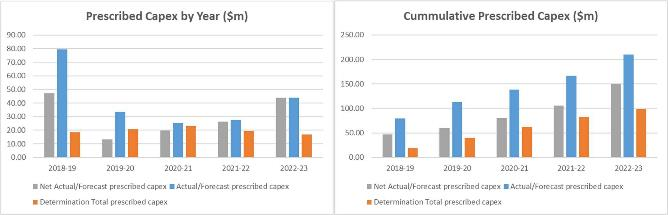 Prescribed Capex by Year ($m)
90.00
80.00
70.00
60.00
50.00
40.00
30.00
20.00
10.00
0.00
2018-19 2019-20 2020-21 2021-22 2022-23
Net Actual/Forecast prescribed capex Actual/Forecast prescribed capex
Determination Total prescribed capex
Cummulative Prescribed Capex ($m)
250.00
200.00
150.00
100.00
50.00
0.00
2018-19 2019-20 2020-21 2021-22 2022-23
Net Actual/Forecast prescribed capex Actual/Forecast prescribed capex
Determination Total prescribed capex